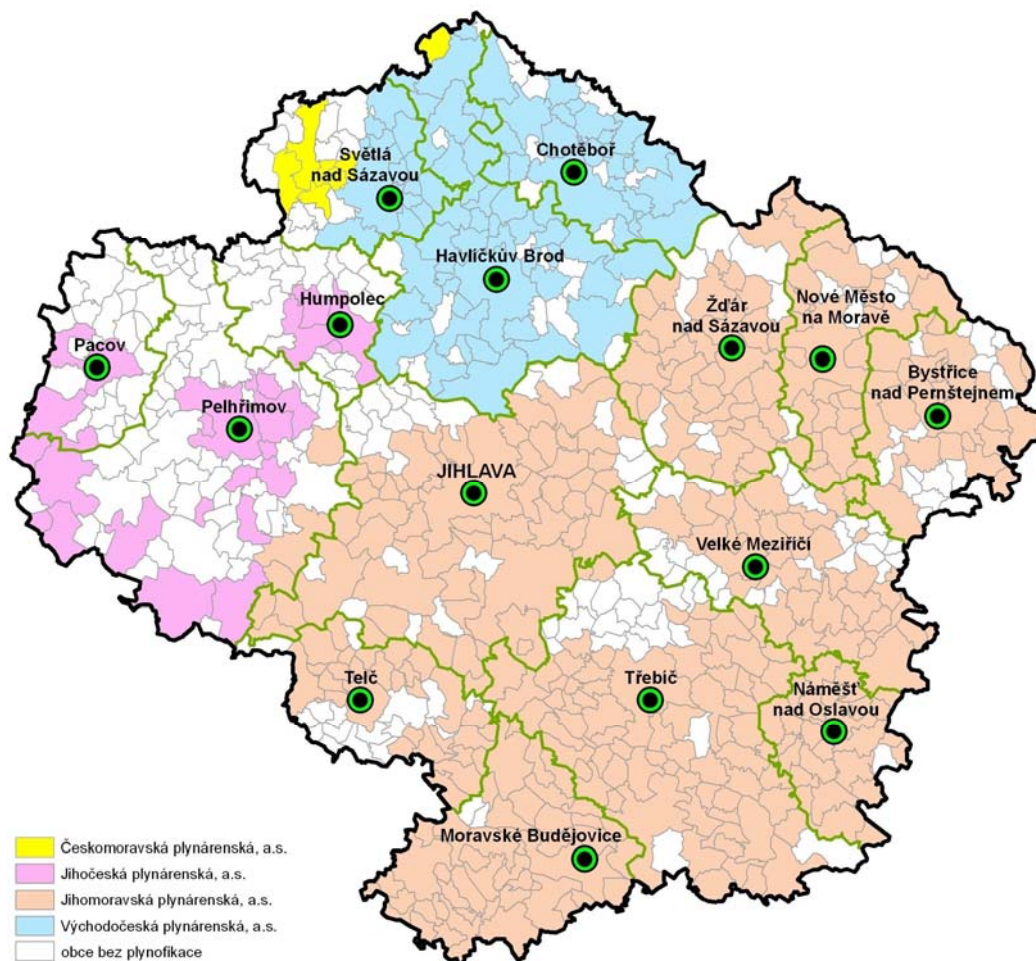 Světlá
nad Sázavou
Chotěboř
Havlíčkův Brod
Humpolec
Žďár
nad Sázavou
Nové Město
na Moravě
Pacov
Bystřice
nad Pernštejnem
Pelhřimov
JIHLAVA
Velké Meziříčí
Telč
Třebíč
Náměšť
nad Oslavou
Moravské Budějovice
Českomoravská plynárenská, a.s.
Jihočeská plynárenská, a.s.
Jihomoravská plynárenská, a.s.
Východočeská plynárenská, a.s.
obce bez plynofikace